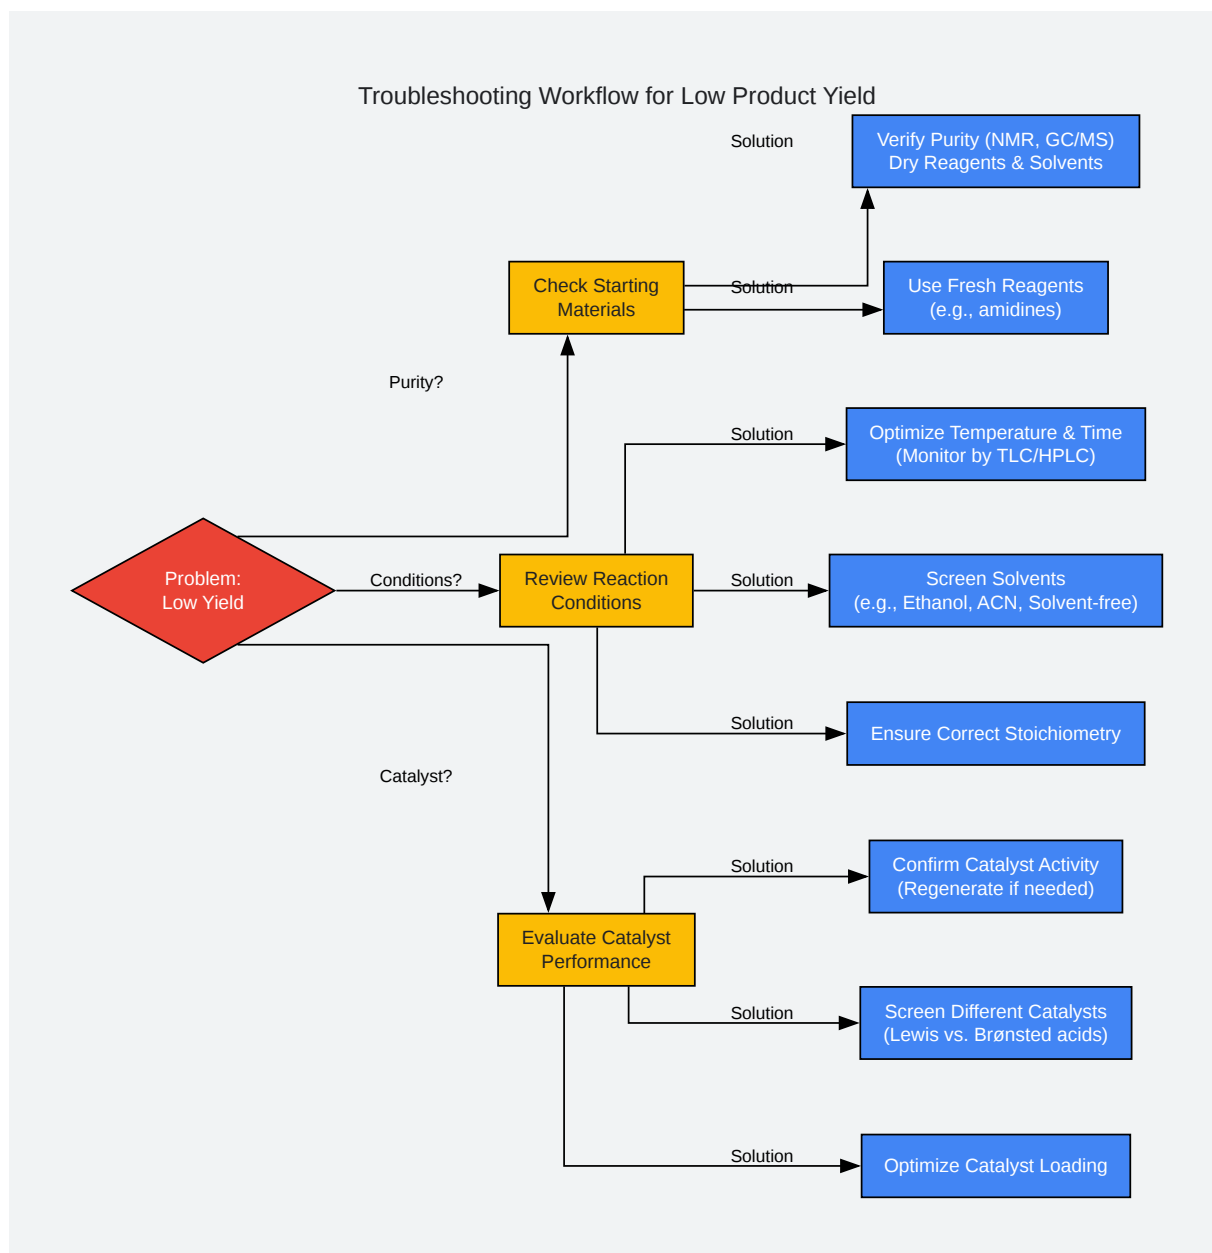 Troubleshooting Workflow for Low Product Yield
Solution
Verify Purity (NMR, GC/MS)
Dry Reagents & Solvents
Check Starting
Materials
Solution
Use Fresh Reagents
(e.g., amidines)
Purity?
Solution
Optimize Temperature & Time
(Monitor by TLC/HPLC)
Problem:
Low Yield
Conditions?
Review Reaction
Conditions
Solution
Screen Solvents
(e.g., Ethanol, ACN, Solvent-free)
Solution
Ensure Correct Stoichiometry
Catalyst?
Solution
Confirm Catalyst Activity
(Regenerate if needed)
Evaluate Catalyst
Performance
Solution
Screen Different Catalysts
(Lewis vs. Brønsted acids)
Solution
Optimize Catalyst Loading